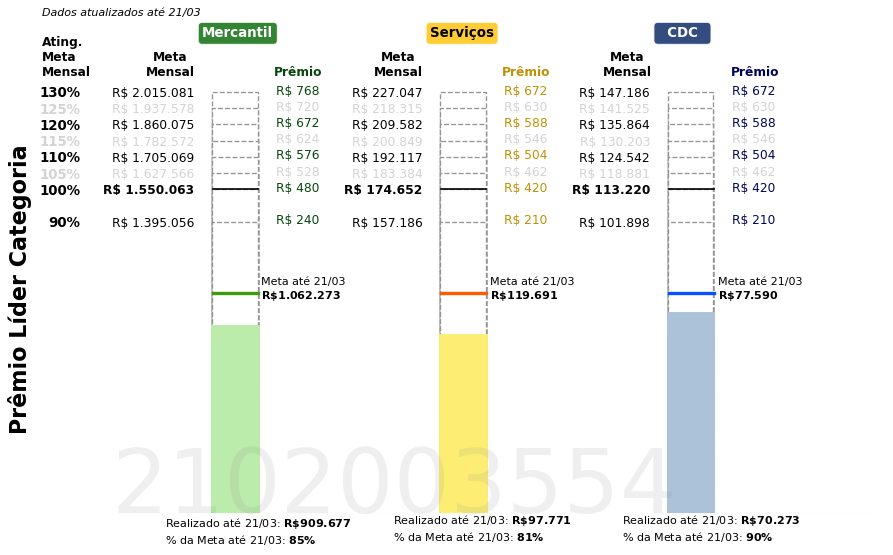 Dados atualizados até 21/03
Mercantil Serviços CDC
Ating. Meta Mensal Meta Mensal Prêmio Meta Mensal Prêmio Meta Mensal Prêmio
130% R$ 2.015.081 R$ 768 R$ 227.047 R$ 672 R$ 147.186 R$ 672
125% R$ 1.937.578 R$ 720 R$ 218.315 R$ 630 R$ 141.525 R$ 630
120% R$ 1.860.075 R$ 672 R$ 209.582 R$ 588 R$ 135.864 R$ 588
115% R$ 1.782.572 R$ 624 R$ 200.849 R$ 546 R$ 130.203 R$ 546
110% R$ 1.705.069 R$ 576 R$ 192.117 R$ 504 R$ 124.542 R$ 504
105% R$ 1.627.566 R$ 528 R$ 183.384 R$ 462 R$ 118.881 R$ 462
100% R$ 1.550.063 R$ 480 R$ 174.652 R$ 420 R$ 113.220 R$ 420
90% R$ 1.395.056 R$ 240 R$ 157.186 R$ 210 R$ 101.898 R$ 210
Meta até 21/03 Meta até 21/03 Meta até 21/03
R$1.062.273 R$119.691 R$77.590
Prêmio Líder Categoria
2102003554
Realizado até 21/03: R$909.677 Realizado até 21/03: R$97.771 Realizado até 21/03: R$70.273
% da Meta até 21/03: 85% % da Meta até 21/03: 81% % da Meta até 21/03: 90%